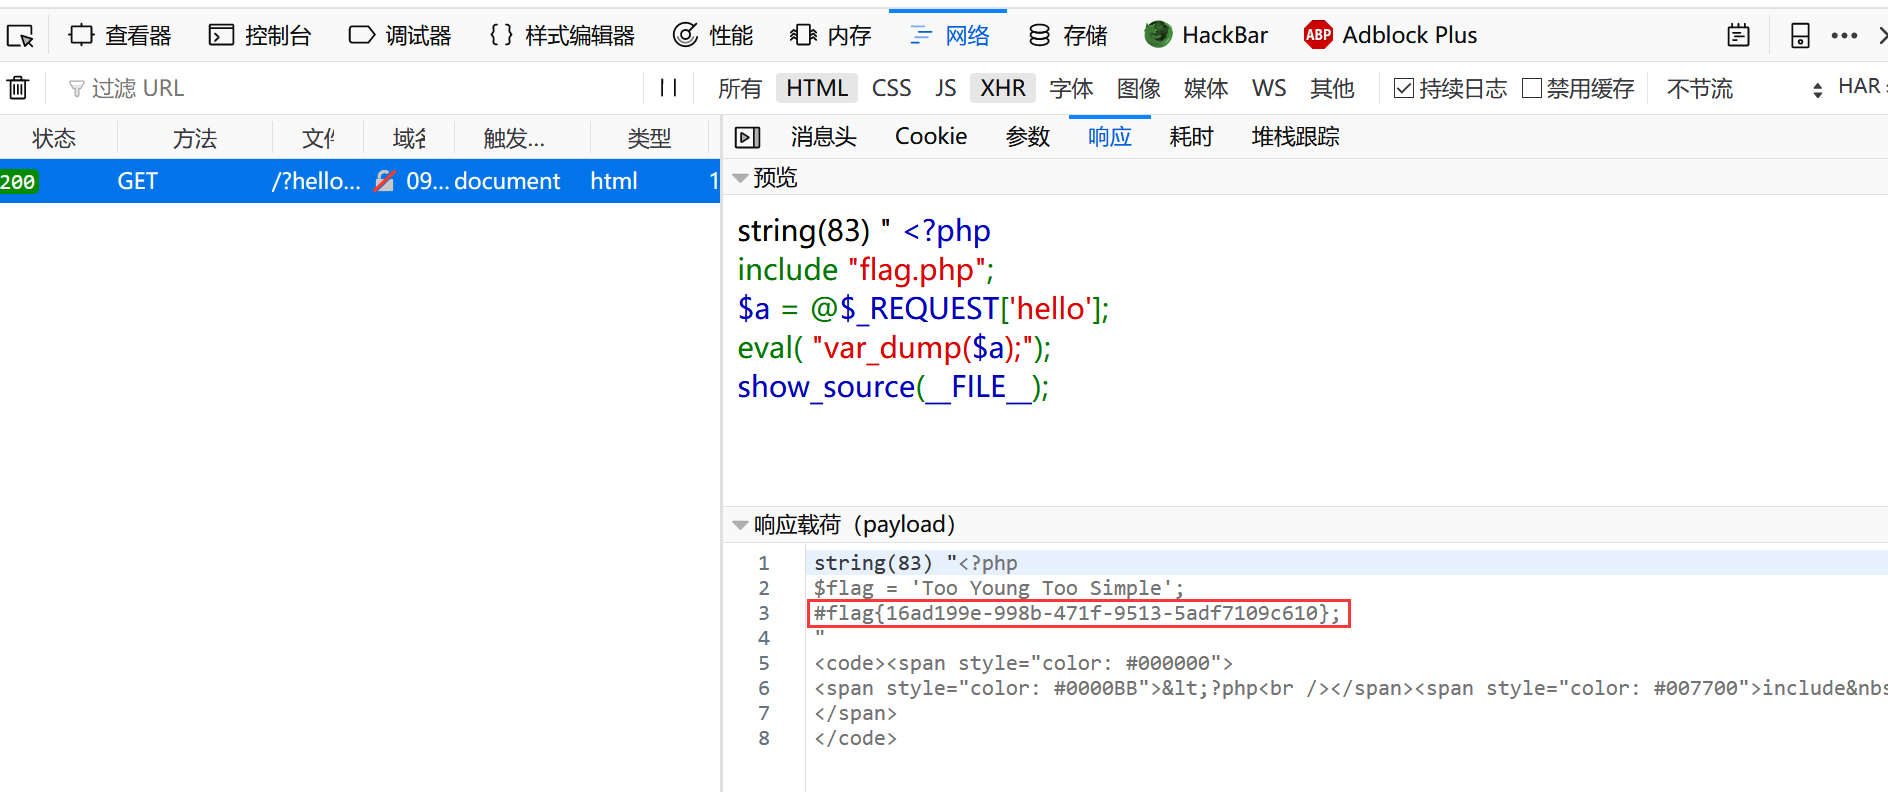 查看器 控制台 调试器 {} 样式编辑器 性能 内存 网络 存储 HackBar ABP Adblock Plus
过滤 URL 所有 HTML CSS JS XHR 字体 图像 媒体 WS 其他 持续日志 禁用缓存 不节流 HAR
状态 方法 文件 域名 触发... 类型 消息头 Cookie 参数 响应 耗时 堆栈跟踪
200 GET /?hello... 09... document html 1
预览
string(83) " <?php
include "flag.php";
$a = @$_REQUEST['hello'];
eval( "var_dump($a);");
show_source(__FILE__);
响应载荷（payload）
1 string(83) "<?php
2 $flag = 'Too Young Too Simple';
3 #flag{16ad199e-998b-471f-9513-5adf7109c610};
4 "
5 <code><span style="color: #000000">
6 <span style="color: #0000BB">&lt;?php<br /></span><span style="color: #007700">include&nbs
7 </span>
8 </code>